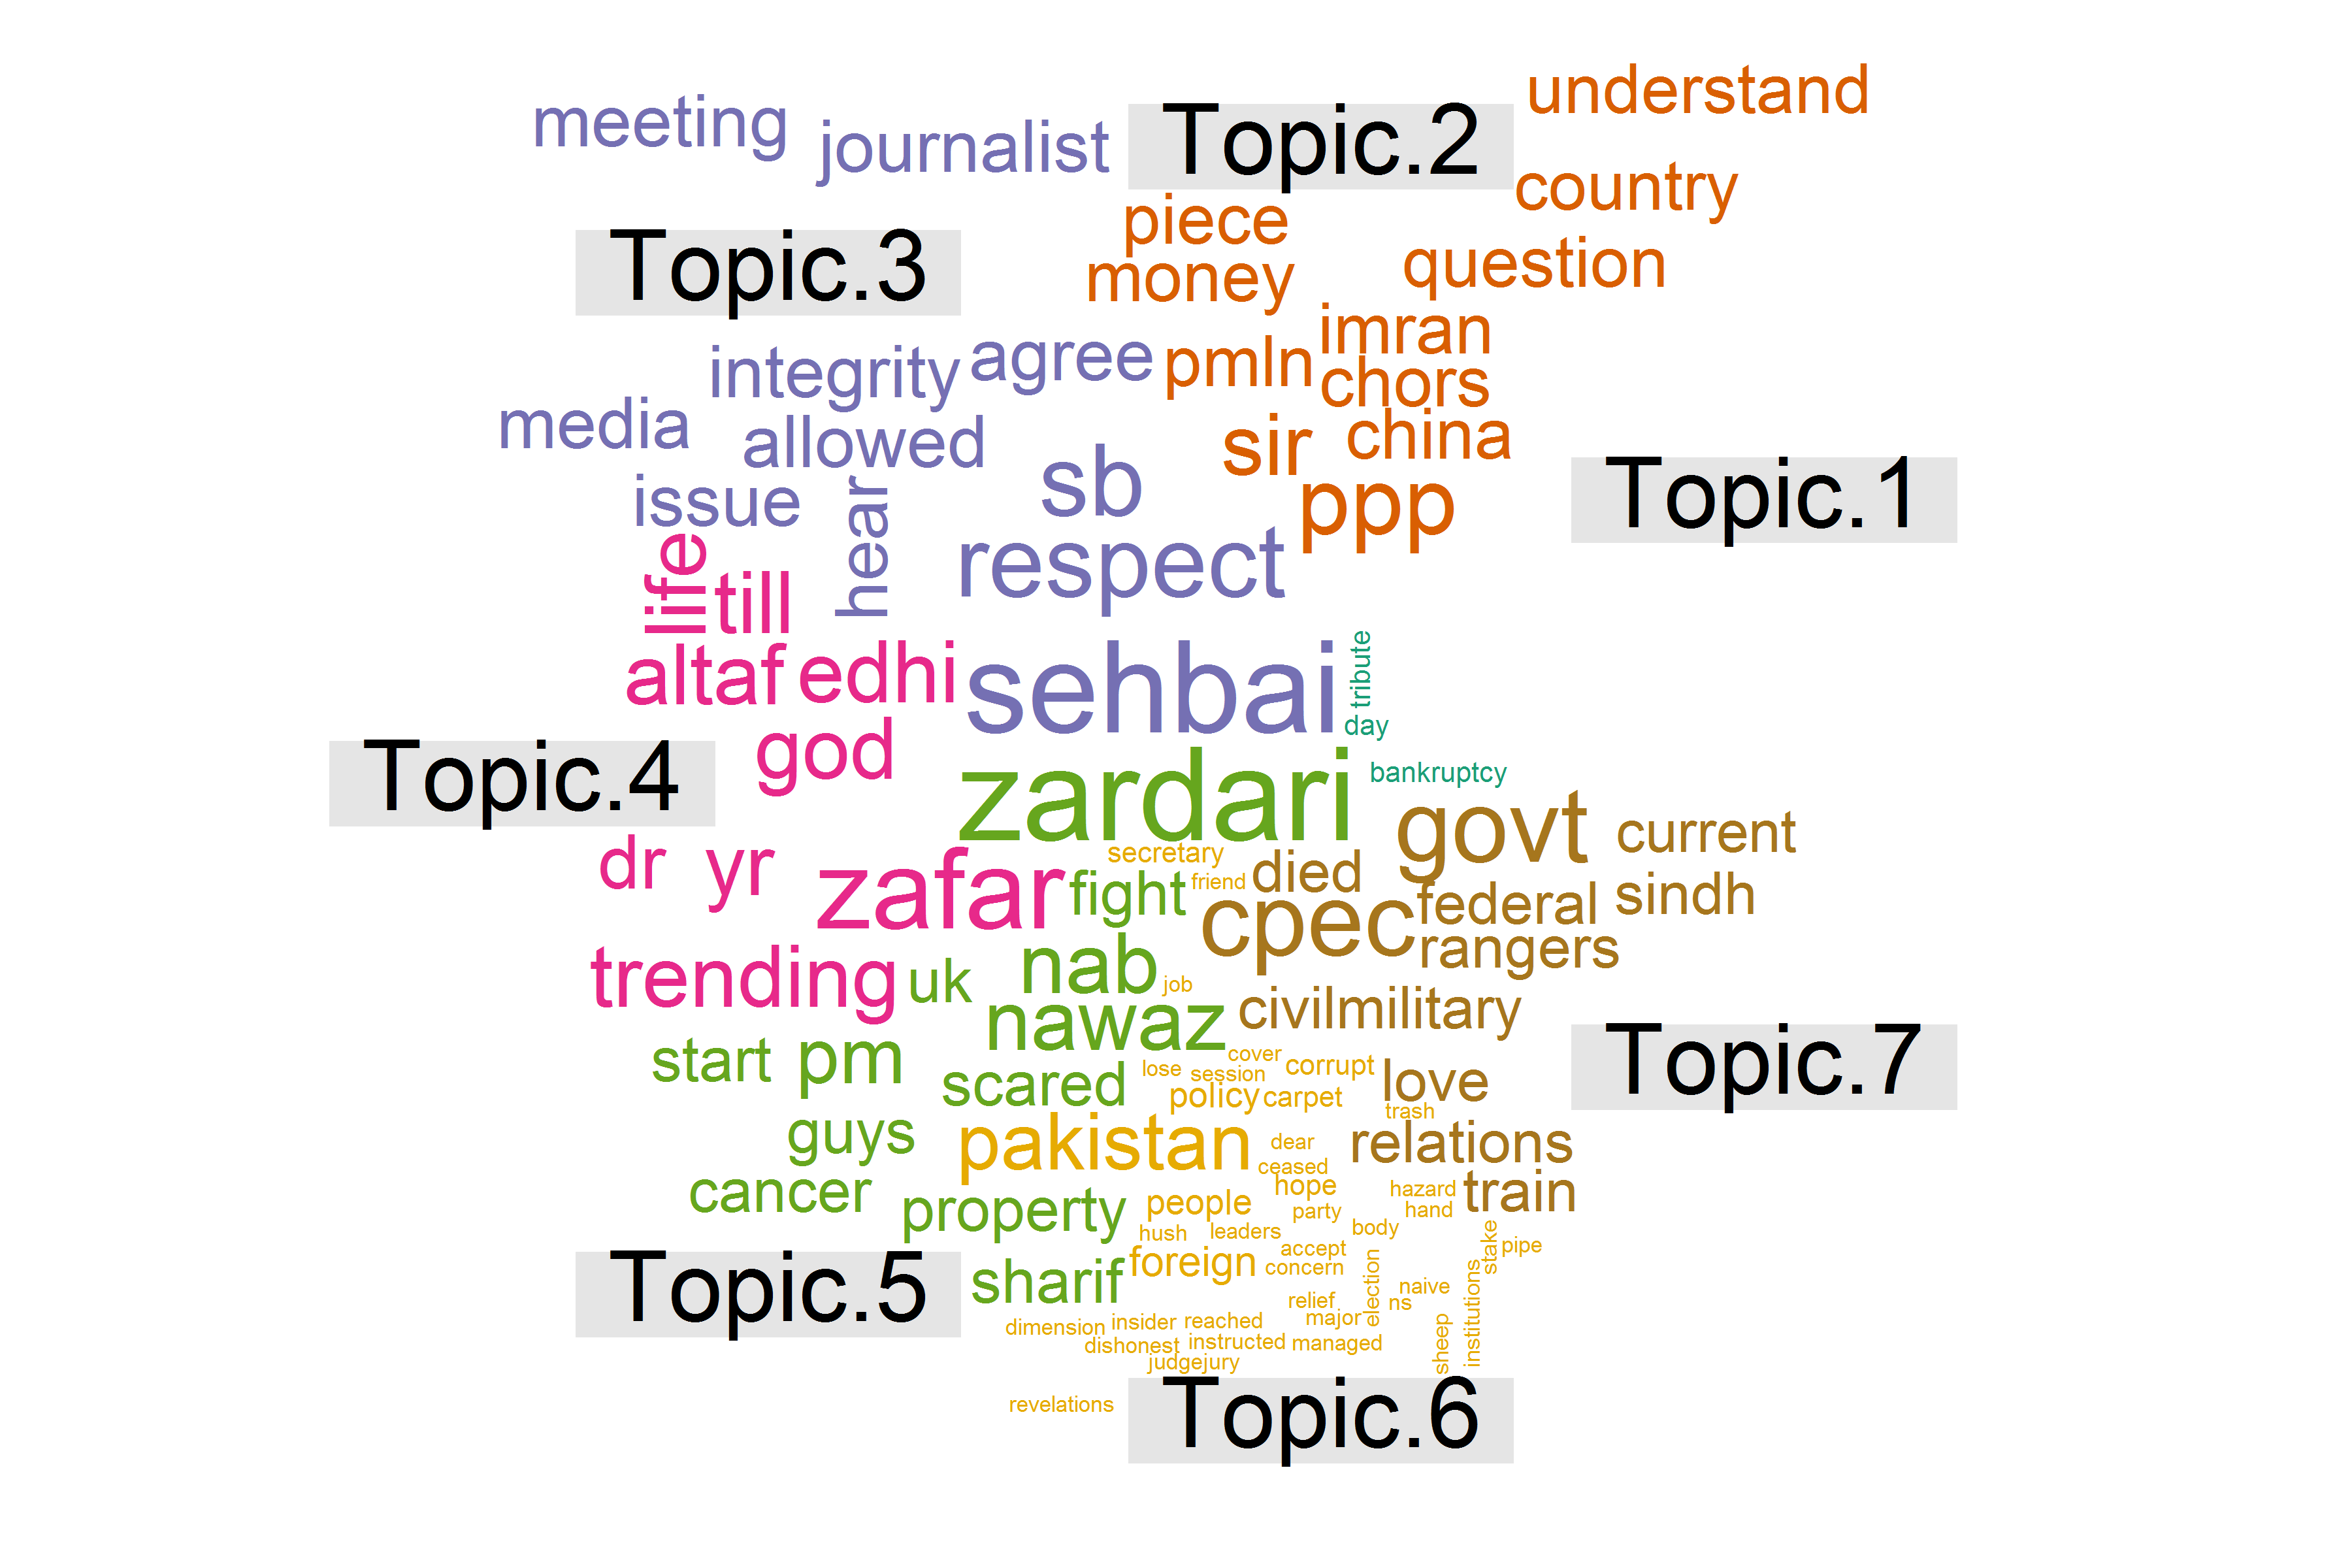 understand
meeting
journalist
Topic.2
country
piece
question
Topic.3
money
imran
integrity
agree
pmln
chors
media
allowed
sir
china
sb
issue
hear
respect
ppp
Topic.1
life
till
altaf
edhi
sehbai
tribute
day
god
Topic.4
zardari
bankruptcy
govt
current
secretary
dr
yr
zafar
fight
friend
died
cpec
federal
sindh
rangers
trending
uk
nab
job
nawaz
civilmilitary
start
pm
scared
cover
lose
session
corrupt
policy
carpet
love
trash
Topic.7
guys
pakistan
dear
ceased
relations
cancer
property
people
hope
party
hazard
hand
train
hush
leaders
body
stake
pipe
Topic.5
sharif
foreign
accept
concern
election
naive
ns
institutions
relief
major
dimension
insider
reached
dishonest
instructed
managed
judgejury
sheep
revelations
Topic.6